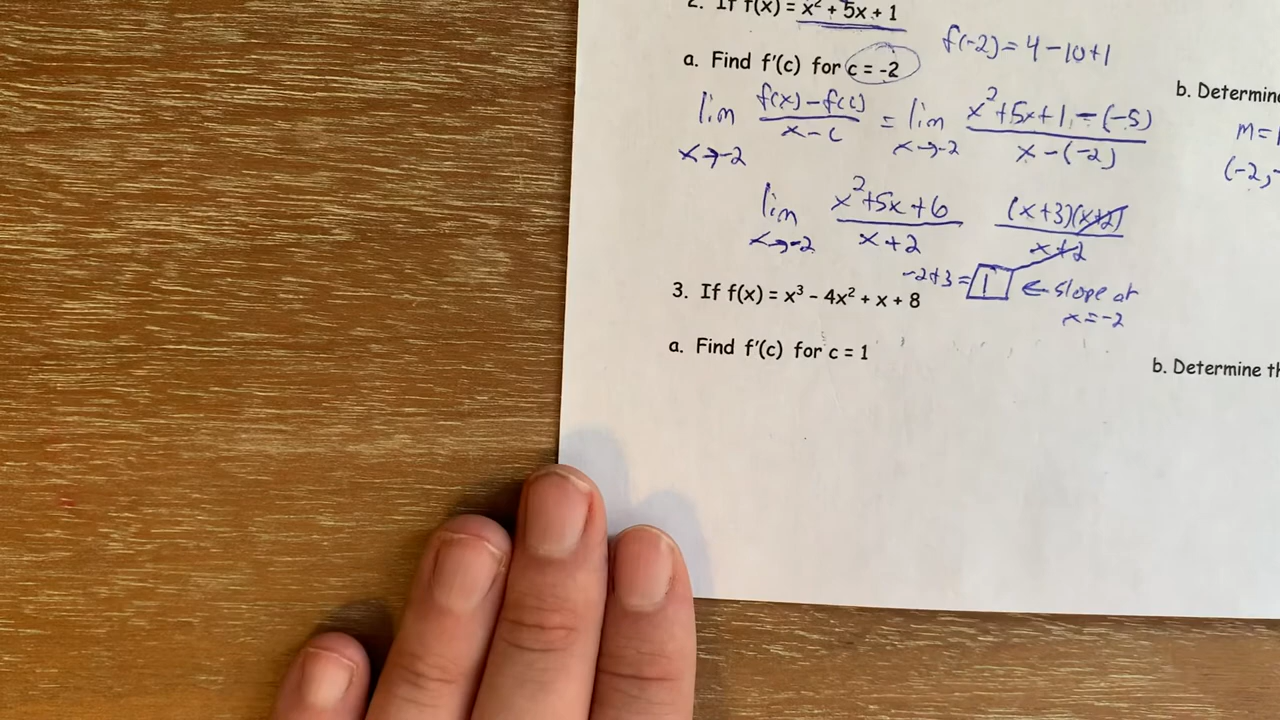 2. If f(x) = x² + 5x + 1
f(-2) = 4 - 10 + 1
a. Find f'(c) for c = -2
b. Determine
lim x→-2 f(x) - f(c) / x - c = lim x→-2 x² + 5x + 1 - (-5) / x - (-2)
m = 1
(-2, -
lim x→-2 x² + 5x + 6 / x + 2 (x+3)(x+2) / x+2
-2+3 = 1 ← slope at
x = -2
3. If f(x) = x³ - 4x² + x + 8
a. Find f'(c) for c = 1
b. Determine th